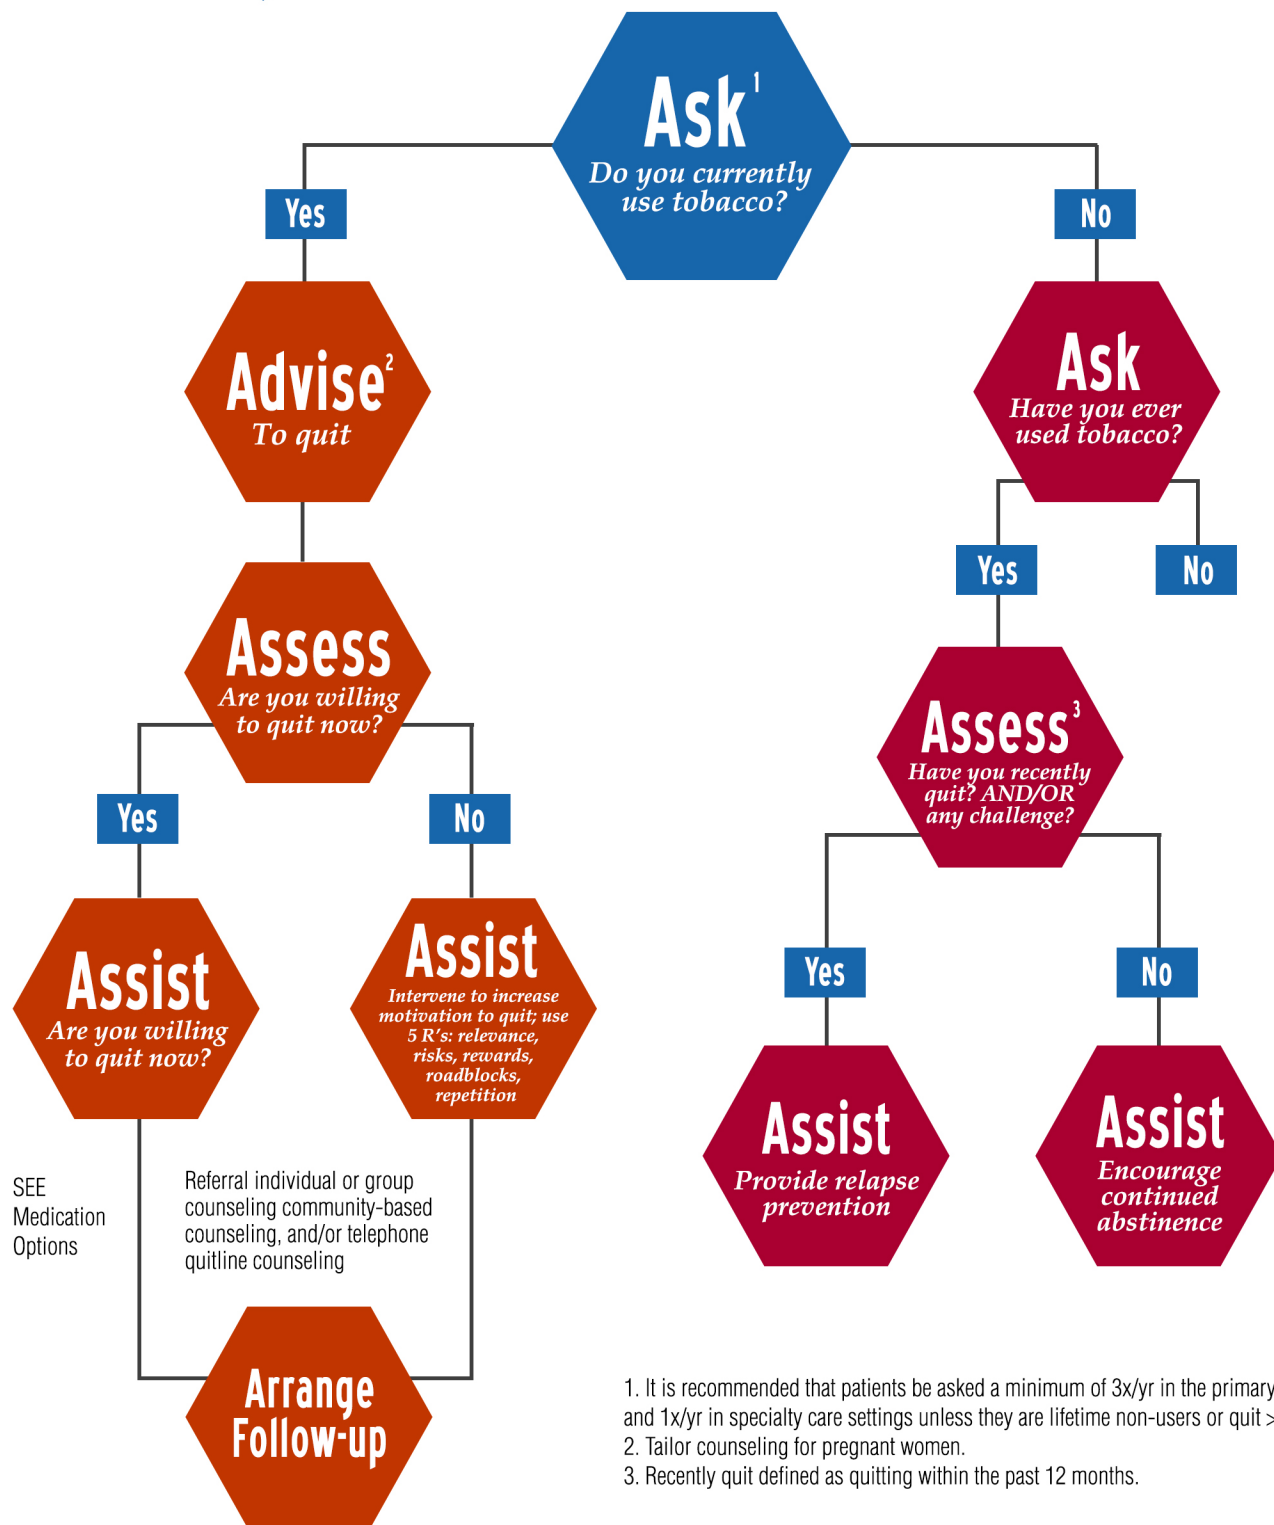 Ask¹
Do you currently
use tobacco?
Yes
No
Advise²
To quit
Ask
Have you ever
used tobacco?
Yes
No
Assess
Are you willing
to quit now?
Assess³
Have you recently
quit? AND/OR
any challenge?
Yes
No
Yes
No
Assist
Are you willing
to quit now?
Assist
Intervene to increase
motivation to quit; use
5 R's: relevance,
risks, rewards,
roadblocks,
repetition
Assist
Provide relapse
prevention
Assist
Encourage
continued
abstinence
SEE
Medication
Options
Referral individual or group
counseling community-based
counseling, and/or telephone
quitline counseling
Arrange
Follow-up
1. It is recommended that patients be asked a minimum of 3x/yr in the primary
and 1x/yr in specialty care settings unless they are lifetime non-users or quit >
2. Tailor counseling for pregnant women.
3. Recently quit defined as quitting within the past 12 months.